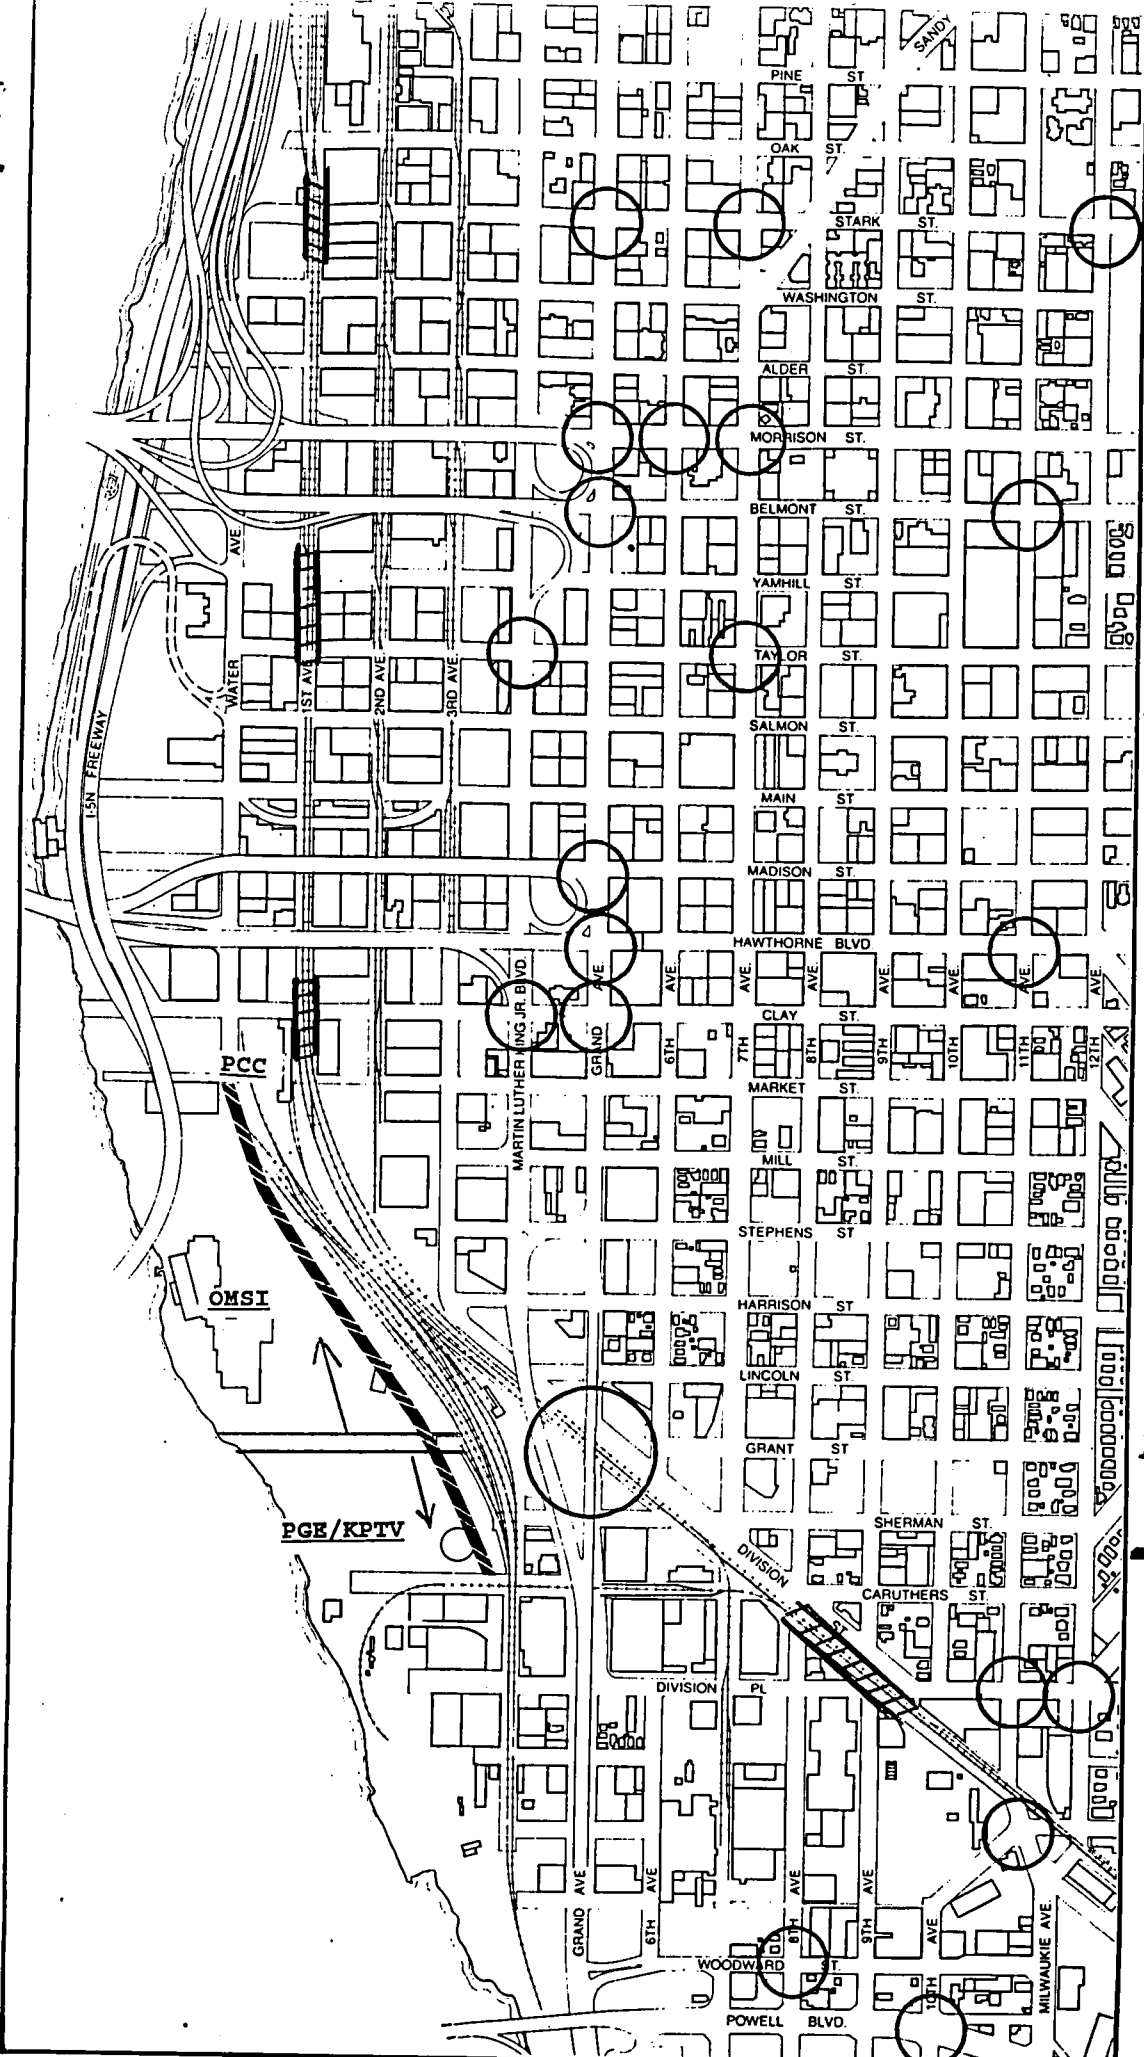 SANDY
PINE ST
OAK ST.
STARK ST.
WASHINGTON ST.
ALDER ST.
MORRISON ST.
BELMONT ST.
AVE.
YAMHILL ST.
TAYLOR ST.
WATER
1ST AVE.
2ND AVE.
3RD AVE.
SALMON ST.
I-5N FREEWAY
MAIN ST
MADISON ST.
HAWTHORNE BLVD
MARTIN LUTHER KING JR. BLVD.
GRAND AVE
6TH AVE.
7TH AVE.
8TH AVE.
9TH AVE.
10TH AVE.
11TH AVE.
12TH AVE.
CLAY ST.
PCC
MARKET ST.
MILL ST.
STEPHENS ST
OMSI
HARRISON ST
LINCOLN ST.
GRANT ST
PGE/KPTV
SHERMAN ST.
DIVISION ST.
CARUTHERS ST.
DIVISION PL
GRAND AVE
6TH AVE
8TH AVE
9TH AVE
10TH AVE
MILWAUKIE AVE
WOODWARD ST.
POWELL BLVD.